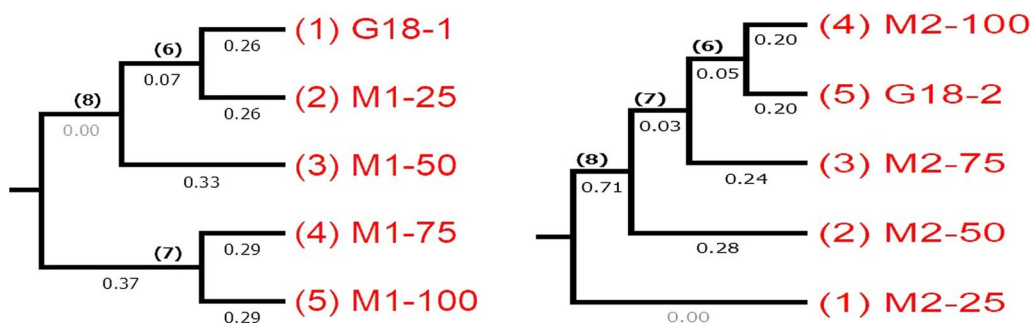 (1) G18-1
(6)
0.26
0.07
(8)
(2) M1-25
0.00
0.26
(3) M1-50
0.33
(4) M1-75
(7)
0.29
0.37
(5) M1-100
0.29
(4) M2-100
(6)
0.20
0.05
(7)
(5) G18-2
0.03
0.20
(8)
(3) M2-75
0.71
0.24
(2) M2-50
0.28
(1) M2-25
0.00